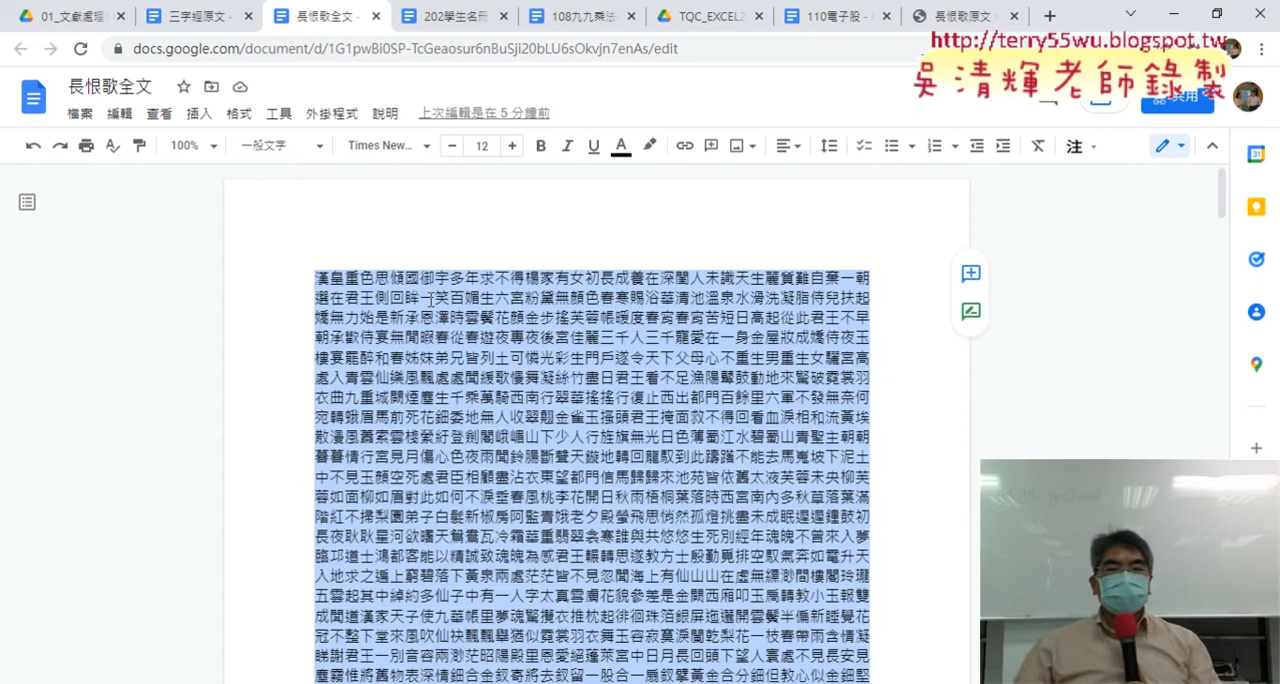 01_文獻處理
三字經原文 -
長恨歌全文 -
202學生名冊
108九九乘法
TQC_EXCEL2
110電子股 -
長恨歌原文
docs.google.com/document/d/1G1pwBi0SP-TcGeaosur6nBuSjI20bLU6sOkvjn7enAs/edit
http://terry55wu.blogspot.tw
吳清輝老師錄製
長恨歌全文
共用
檔案 編輯 查看 插入 格式 工具 外掛程式 說明 上次編輯是在 5 分鐘前
100% 一般文字 Times New... 12 B I U A 注
31
漢皇重色思傾國御宇多年求不得楊家有女初長成養在深閨人未識天生麗質難自棄一朝
選在君王側回眸一笑百媚生六宮粉黛無顏色春寒賜浴華清池溫泉水滑洗凝脂侍兒扶起
嬌無力始是新承恩澤時雲鬢花顏金步搖芙蓉帳暖度春宵春宵苦短日高起從此君王不早
朝承歡侍宴無閒暇春從春遊夜專夜後宮佳麗三千人三千寵愛在一身金屋妝成嬌侍夜玉
樓宴罷醉和春姊妹弟兄皆列土可憐光彩生門戶遂令天下父母心不重生男重生女驪宮高
處入青雲仙樂風飄處處聞緩歌慢舞凝絲竹盡日君王看不足漁陽鼙鼓動地來驚破霓裳羽
衣曲九重城闕煙塵生千乘萬騎西南行翠華搖搖行復止西出都門百餘里六軍不發無奈何
宛轉蛾眉馬前死花鈿委地無人收翠翹金雀玉搔頭君王掩面救不得回看血淚相和流黃埃
散漫風蕭索雲棧縈紆登劍閣峨嵋山下少人行旌旗無光日色薄蜀江水碧蜀山青聖主朝朝
暮暮情行宮見月傷心色夜雨聞鈴腸斷聲天旋地轉回龍馭到此躊躇不能去馬嵬坡下泥土
中不見玉顏空死處君臣相顧盡沾衣東望都門信馬歸歸來池苑皆依舊太液芙蓉未央柳芙
蓉如面柳如眉對此如何不淚垂春風桃李花開日秋雨梧桐葉落時西宮南內多秋草落葉滿
階紅不掃梨園弟子白髮新椒房阿監青娥老夕殿螢飛思悄然孤燈挑盡未成眠遲遲鐘鼓初
長夜耿耿星河欲曙天鴛鴦瓦冷霜華重翡翠衾寒誰與共悠悠生死別經年魂魄不曾來入夢
臨邛道士鴻都客能以精誠致魂魄為感君王輾轉思遂教方士殷勤覓排空馭氣奔如電升天
入地求之遍上窮碧落下黃泉兩處茫茫皆不見忽聞海上有仙山山在虛無縹渺間樓閣玲瓏
五雲起其中綽約多仙子中有一人字太真雪膚花貌參差是金闕西廂叩玉扃轉教小玉報雙
成聞道漢家天子使九華帳里夢魂驚攬衣推枕起徘徊珠箔銀屏迤邐開雲鬢半偏新睡覺花
冠不整下堂來風吹仙袂飄飄舉猶似霓裳羽衣舞玉容寂寞淚闌乾梨花一枝春帶雨含情凝
睇謝君王一別音容兩渺茫昭陽殿里恩愛絕蓬萊宮中日月長回頭下望人寰處不見長安見
塵霧惟將舊物表深情鈿合金釵寄將去釵留一股合一扇釵擘黃金合分鈿但教心似金鈿堅